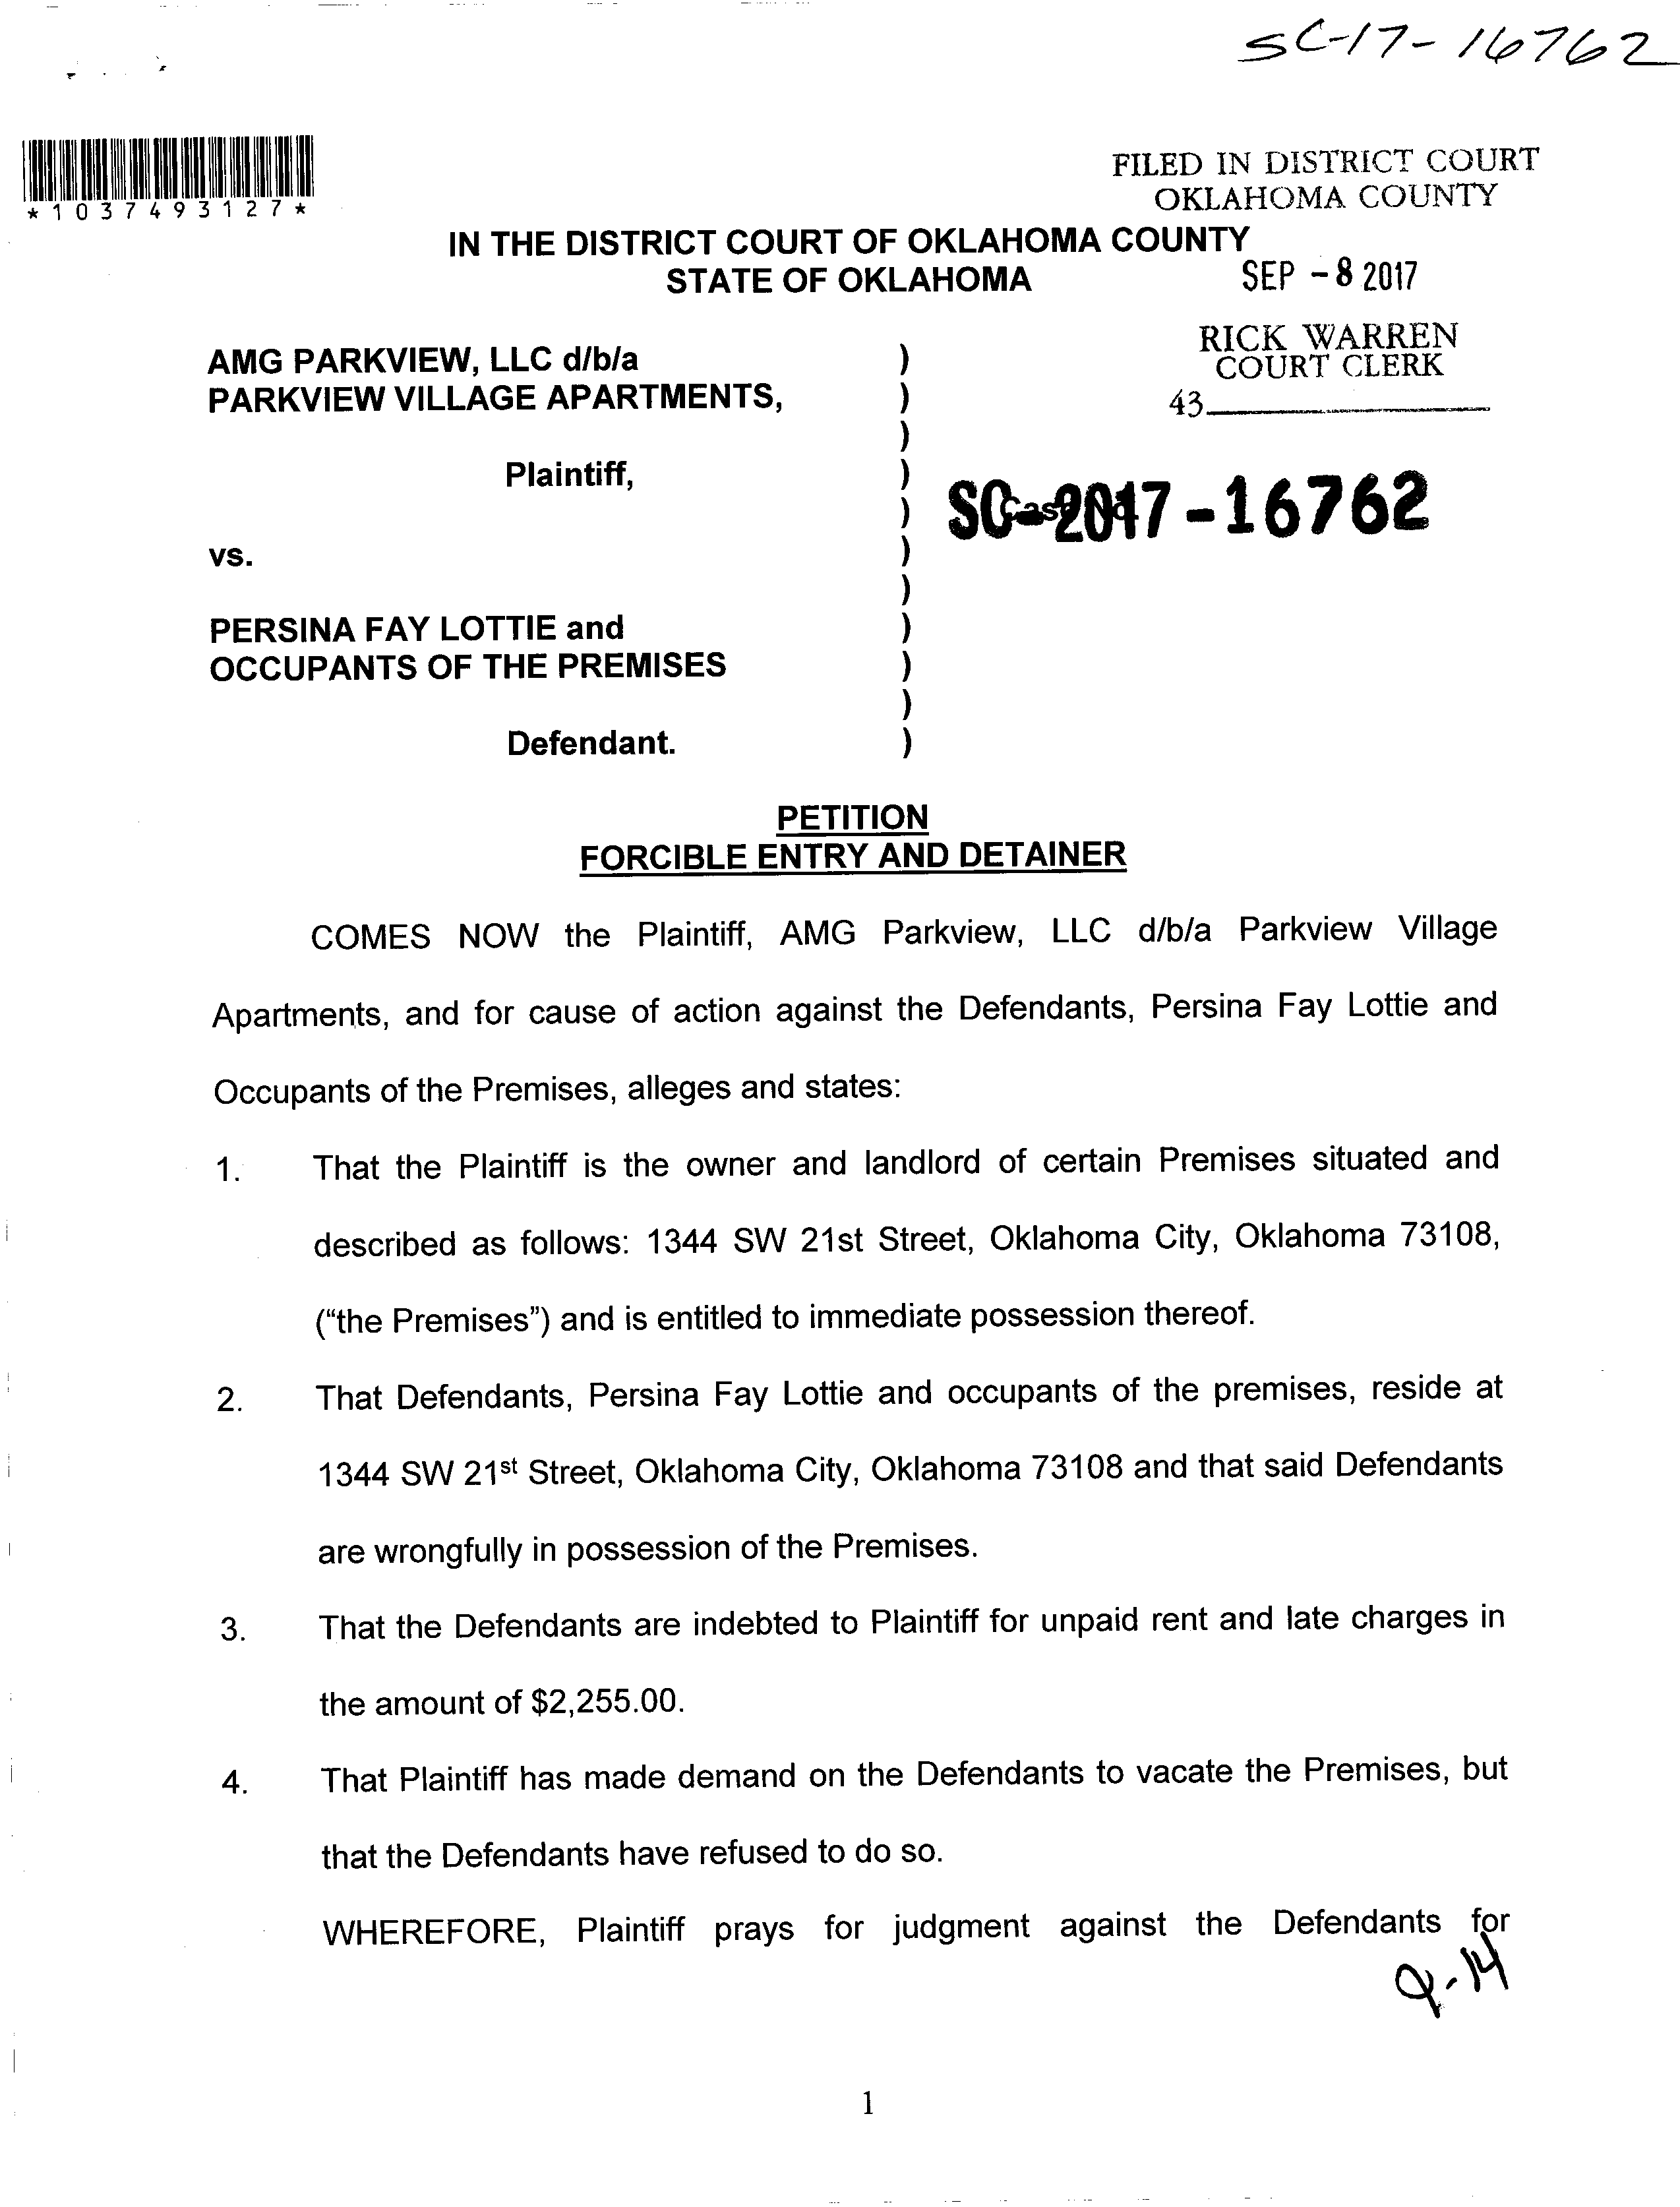 SC-17-16762
*1037493127*
FILED IN DISTRICT COURT
OKLAHOMA COUNTY
IN THE DISTRICT COURT OF OKLAHOMA COUNTY
STATE OF OKLAHOMA
SEP -8 2017
RICK WARREN
COURT CLERK
43
AMG PARKVIEW, LLC d/b/a )
PARKVIEW VILLAGE APARTMENTS, )
)
Plaintiff, )
)
SC-2017-16762
vs. )
)
PERSINA FAY LOTTIE and )
OCCUPANTS OF THE PREMISES )
)
Defendant. )
PETITION
FORCIBLE ENTRY AND DETAINER
COMES NOW the Plaintiff, AMG Parkview, LLC d/b/a Parkview Village
Apartments, and for cause of action against the Defendants, Persina Fay Lottie and
Occupants of the Premises, alleges and states:
1. That the Plaintiff is the owner and landlord of certain Premises situated and
described as follows: 1344 SW 21st Street, Oklahoma City, Oklahoma 73108,
(“the Premises”) and is entitled to immediate possession thereof.
2. That Defendants, Persina Fay Lottie and occupants of the premises, reside at
1344 SW 21st Street, Oklahoma City, Oklahoma 73108 and that said Defendants
are wrongfully in possession of the Premises.
3. That the Defendants are indebted to Plaintiff for unpaid rent and late charges in
the amount of $2,255.00.
4. That Plaintiff has made demand on the Defendants to vacate the Premises, but
that the Defendants have refused to do so.
WHEREFORE, Plaintiff prays for judgment against the Defendants for
1